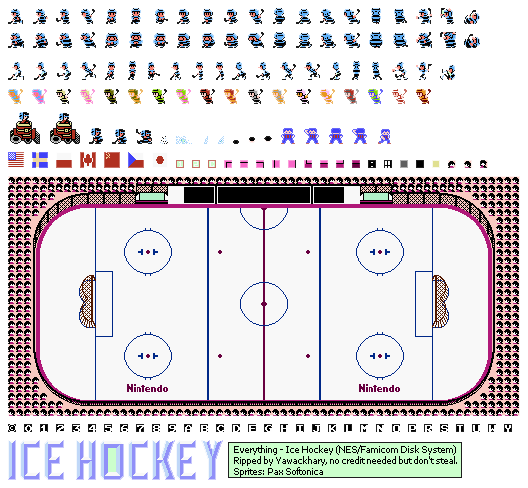 Nintendo Nintendo
© 0 1 2 3 4 5 6 7 8 9 A B C D E F G H I J K L M N O P R S T U Y
ICE HOCKEY
Everything - Ice Hockey (NES/Famicom Disk System)
Ripped by Yawackhary, no credit needed but don't steal.
Sprites: Pax Softonica